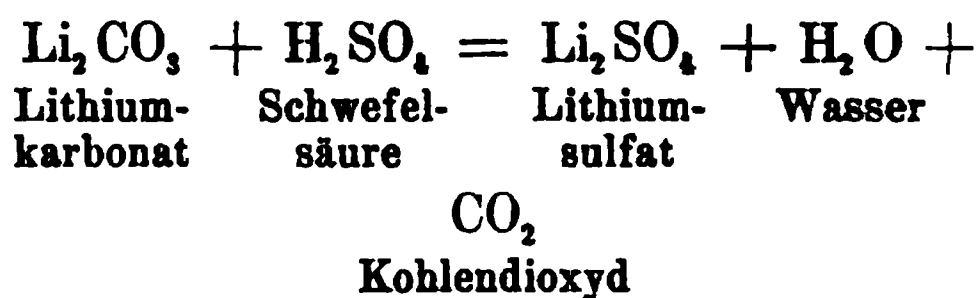 Li₂CO₃ + H₂SO₄ = Li₂SO₄ + H₂O +
Lithium- Schwefel- Lithium- Wasser
karbonat säure sulfat
CO₂
Kohlendioxyd